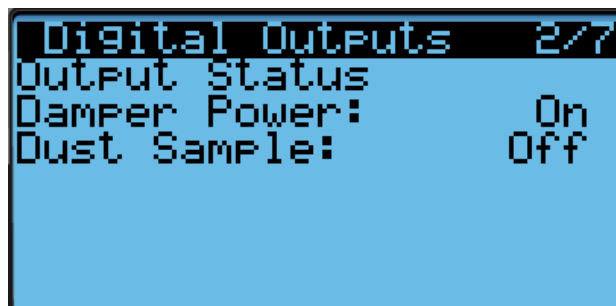 Digital Outputs 2/7
Output Status
Damper Power: On
Dust Sample: Off